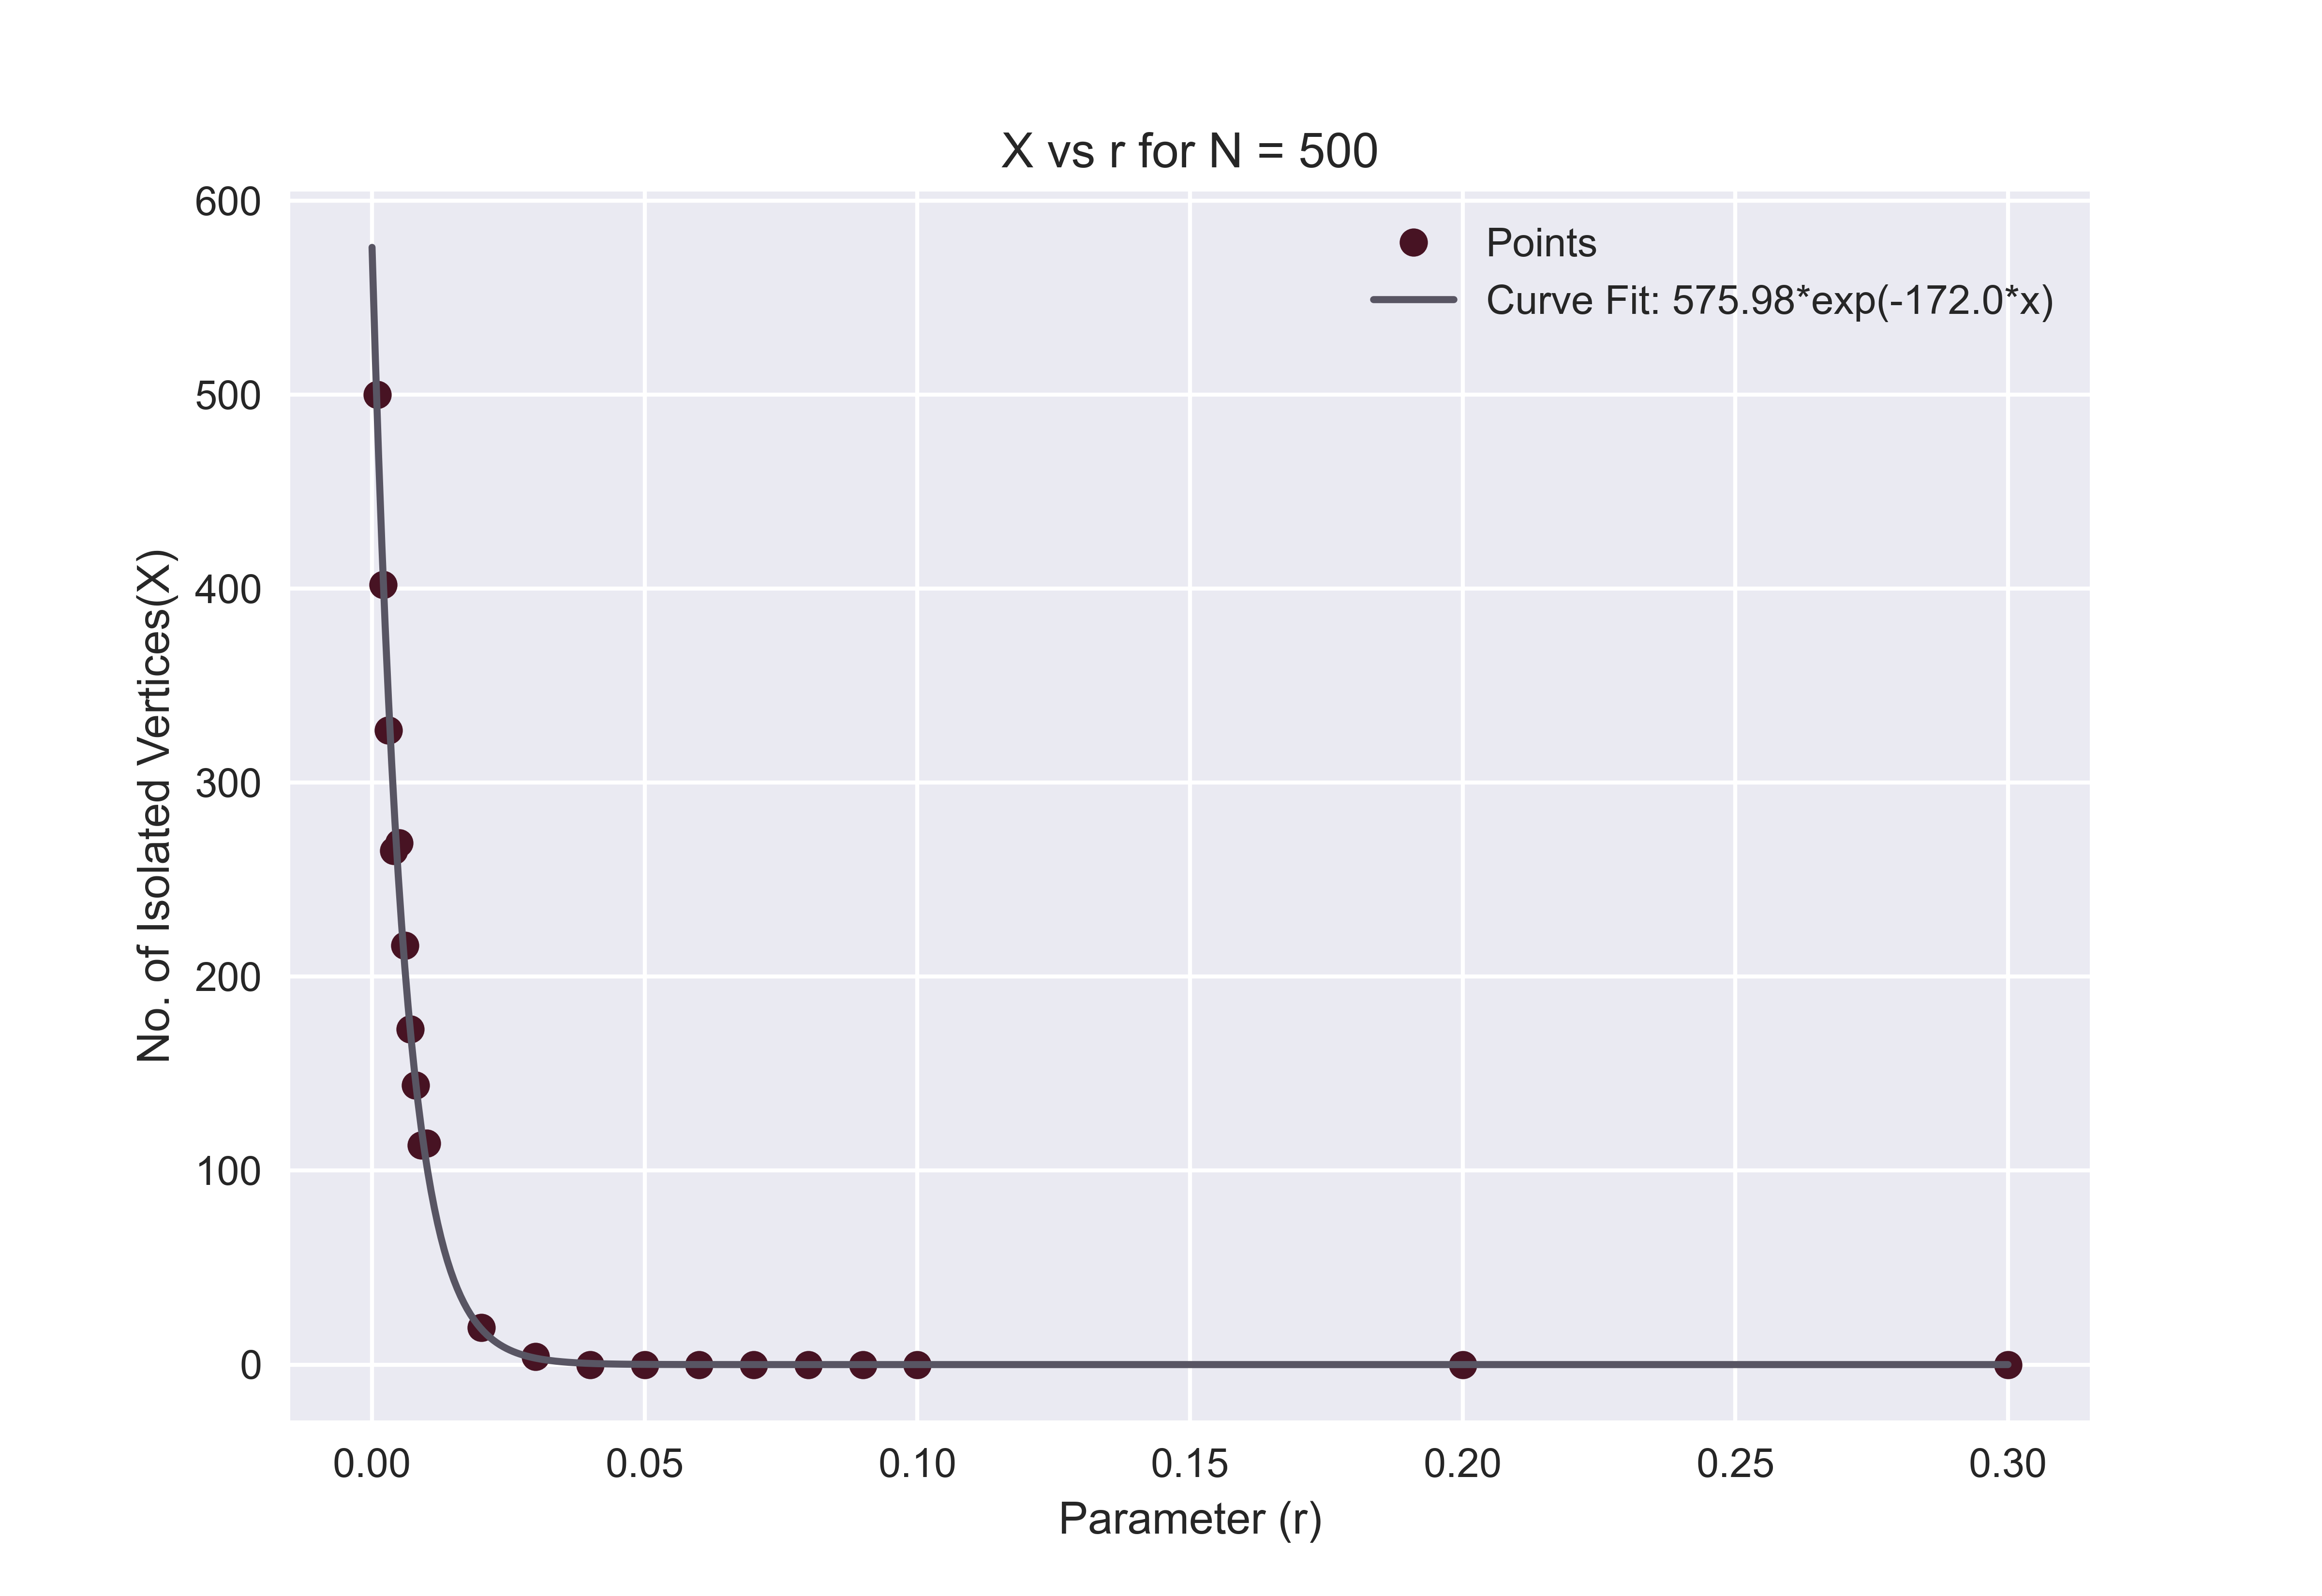 X vs r for N = 500
Points
Curve Fit: 575.98*exp(-172.0*x)
No. of Isolated Vertices(X)
600
500
400
300
200
100
0
0.00 0.05 0.10 0.15 0.20 0.25 0.30
Parameter (r)